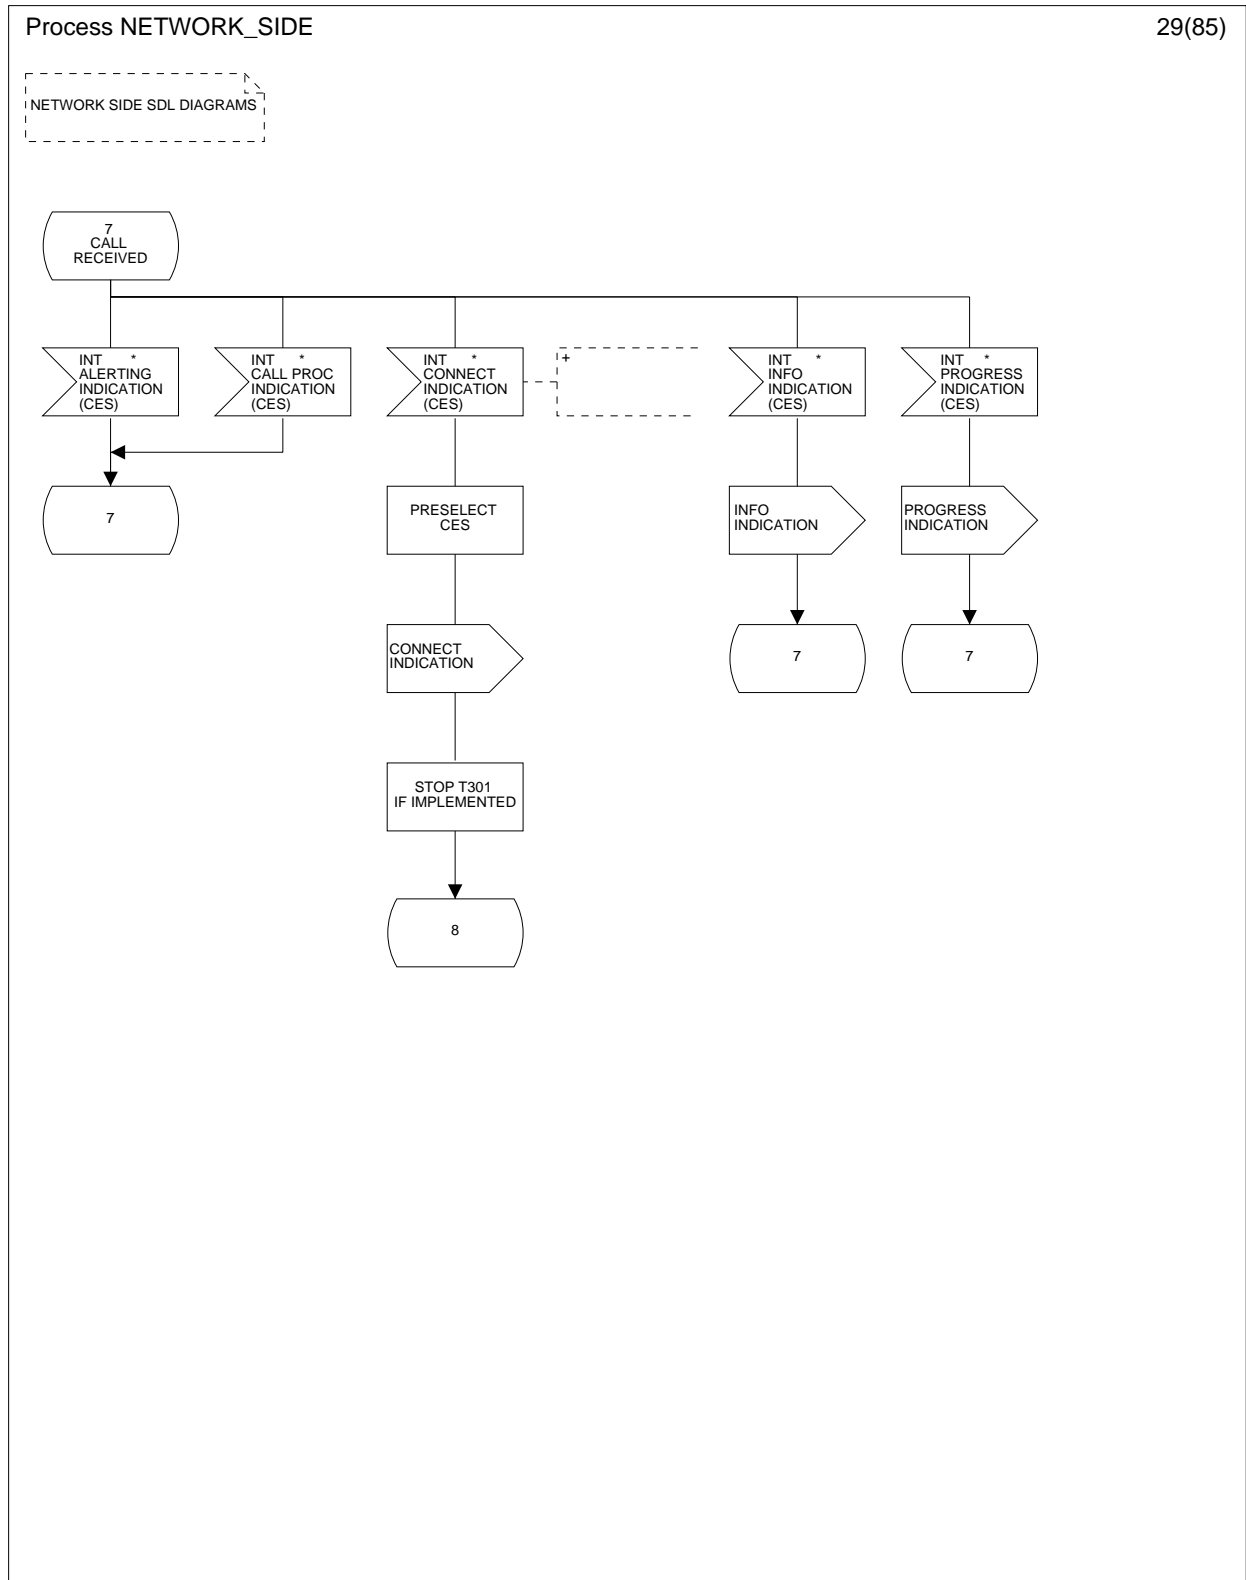 Process NETWORK_SIDE
29(85)
NETWORK SIDE SDL DIAGRAMS
7
CALL
RECEIVED
INT *
ALERTING
INDICATION
(CES)
INT *
CALL PROC
INDICATION
(CES)
INT *
CONNECT
INDICATION
(CES)
+
INT *
INFO
INDICATION
(CES)
INT *
PROGRESS
INDICATION
(CES)
7
PRESELECT
CES
INFO
INDICATION
PROGRESS
INDICATION
CONNECT
INDICATION
7
7
STOP T301
IF IMPLEMENTED
8